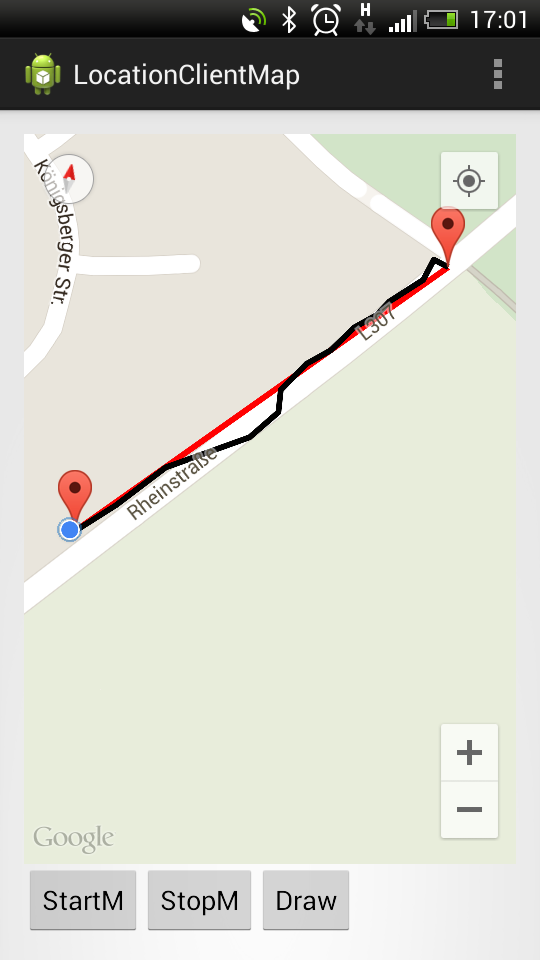 H
17:01
LocationClientMap
Königsberger Str.
L307
Rheinstraße
Google
StartM
StopM
Draw